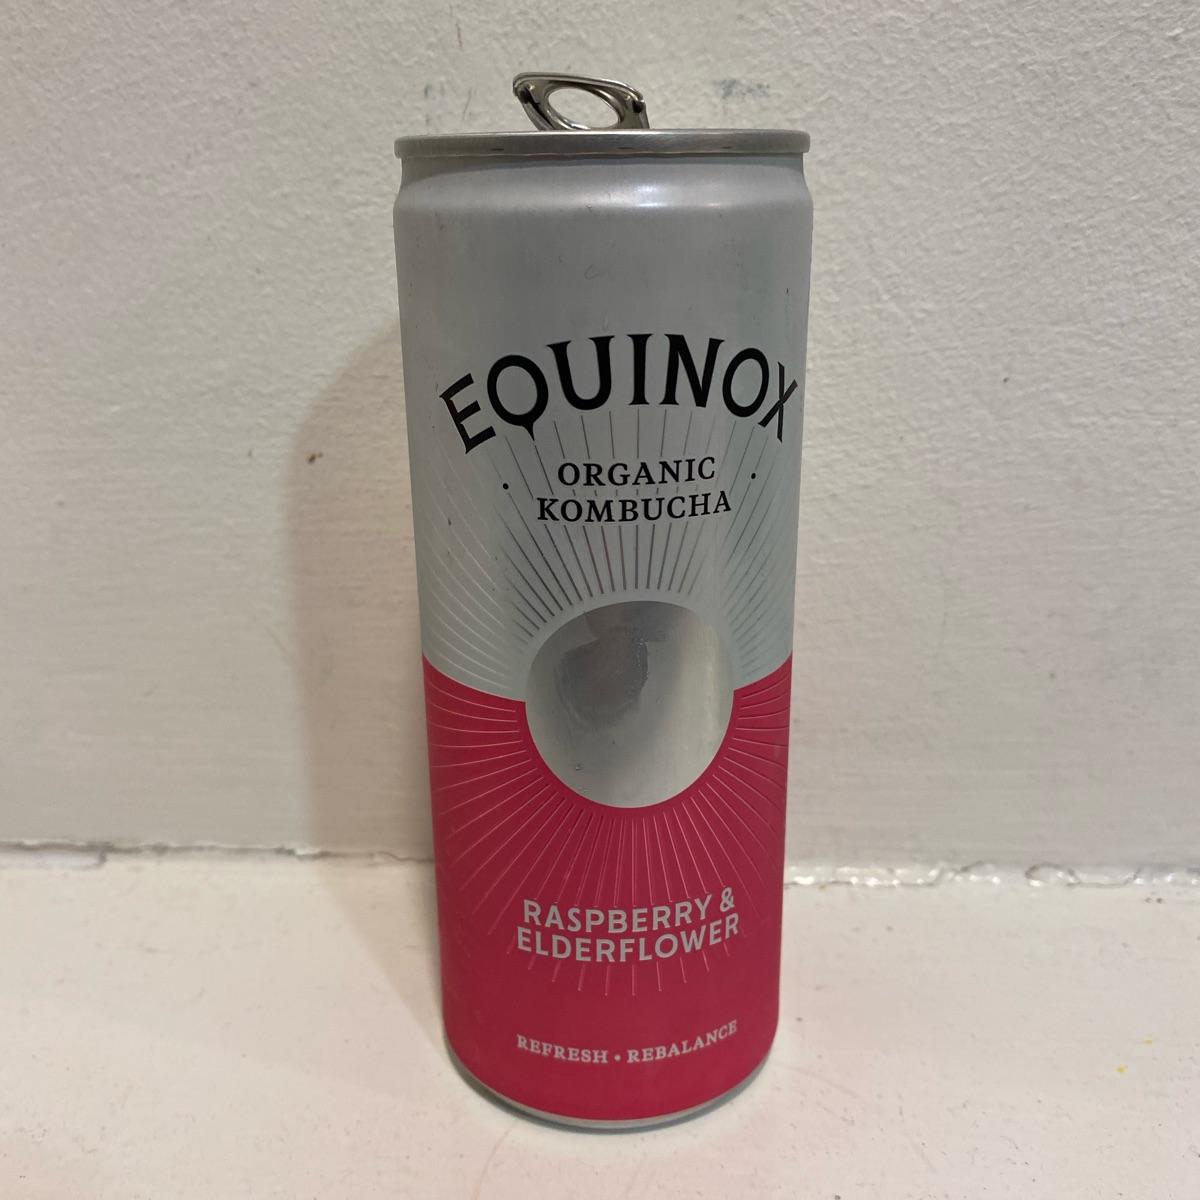 EQUINOX
• ORGANIC •
KOMBUCHA
RASPBERRY &
ELDERFLOWER
REFRESH • REBALANCE